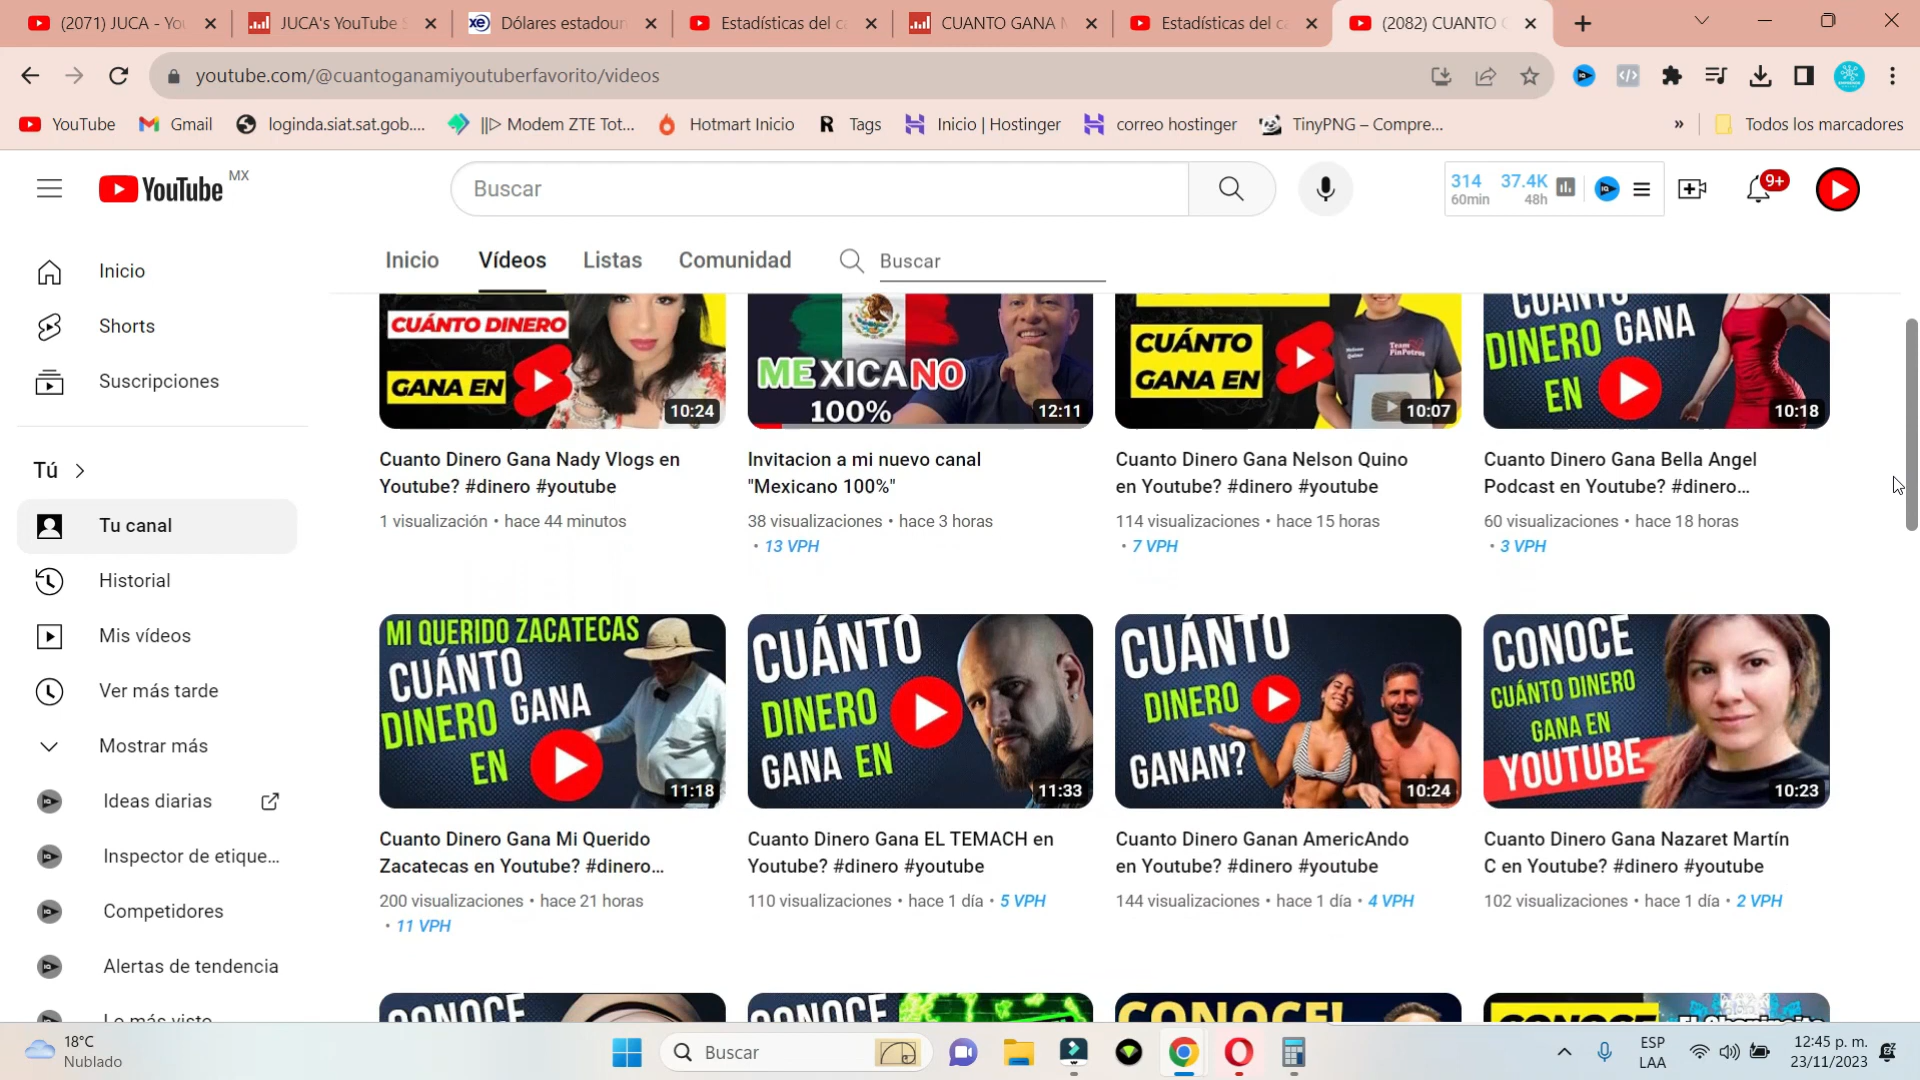 (2071) JUCA - You
JUCA's YouTube S
Dólares estadoun
Estadísticas del ca
CUANTO GANA M
Estadísticas del ca
(2082) CUANTO G
youtube.com/@cuantoganamiyoutuberfavorito/videos
YouTube
Gmail
loginda.siat.sat.gob....
||▷ Modem ZTE Tot...
Hotmart Inicio
R Tags
Inicio | Hostinger
correo hostinger
TinyPNG – Compre...
»
Todos los marcadores
YouTube MX
Buscar
314 37.4K
60min 48h
9+
Inicio
Shorts
Suscripciones
Tú >
Tu canal
Historial
Mis vídeos
Ver más tarde
Mostrar más
Ideas diarias
Inspector de etique...
Competidores
Alertas de tendencia
Lo más visto
Inicio Vídeos Listas Comunidad Buscar
CUÁNTO DINERO
GANA EN
10:24
Cuanto Dinero Gana Nady Vlogs en
Youtube? #dinero #youtube
1 visualización • hace 44 minutos
MEXICANO
100%
12:11
Invitacion a mi nuevo canal
"Mexicano 100%"
38 visualizaciones • hace 3 horas
• 13 VPH
CUÁNTO
GANA EN
Team
FinPetros
10:07
Cuanto Dinero Gana Nelson Quino
en Youtube? #dinero #youtube
114 visualizaciones • hace 15 horas
• 7 VPH
CUÁNTO
DINERO GANA
EN
10:18
Cuanto Dinero Gana Bella Angel
Podcast en Youtube? #dinero...
60 visualizaciones • hace 18 horas
• 3 VPH
MI QUERIDO ZACATECAS
CUÁNTO
DINERO GANA
EN
11:18
Cuanto Dinero Gana Mi Querido
Zacatecas en Youtube? #dinero...
200 visualizaciones • hace 21 horas
• 11 VPH
CUÁNTO
DINERO
GANA EN
11:33
Cuanto Dinero Gana EL TEMACH en
Youtube? #dinero #youtube
110 visualizaciones • hace 1 día • 5 VPH
CUÁNTO
DINERO
GANAN?
10:24
Cuanto Dinero Ganan AmericAndo
en Youtube? #dinero #youtube
144 visualizaciones • hace 1 día • 4 VPH
CONOCE
CUÁNTO DINERO
GANA EN
YOUTUBE
10:23
Cuanto Dinero Gana Nazaret Martín
C en Youtube? #dinero #youtube
102 visualizaciones • hace 1 día • 2 VPH
CONOCE
CONOCE
CONOCE!
CONOCE
18°C
Nublado
Buscar
ESP
LAA
12:45 p. m.
23/11/2023